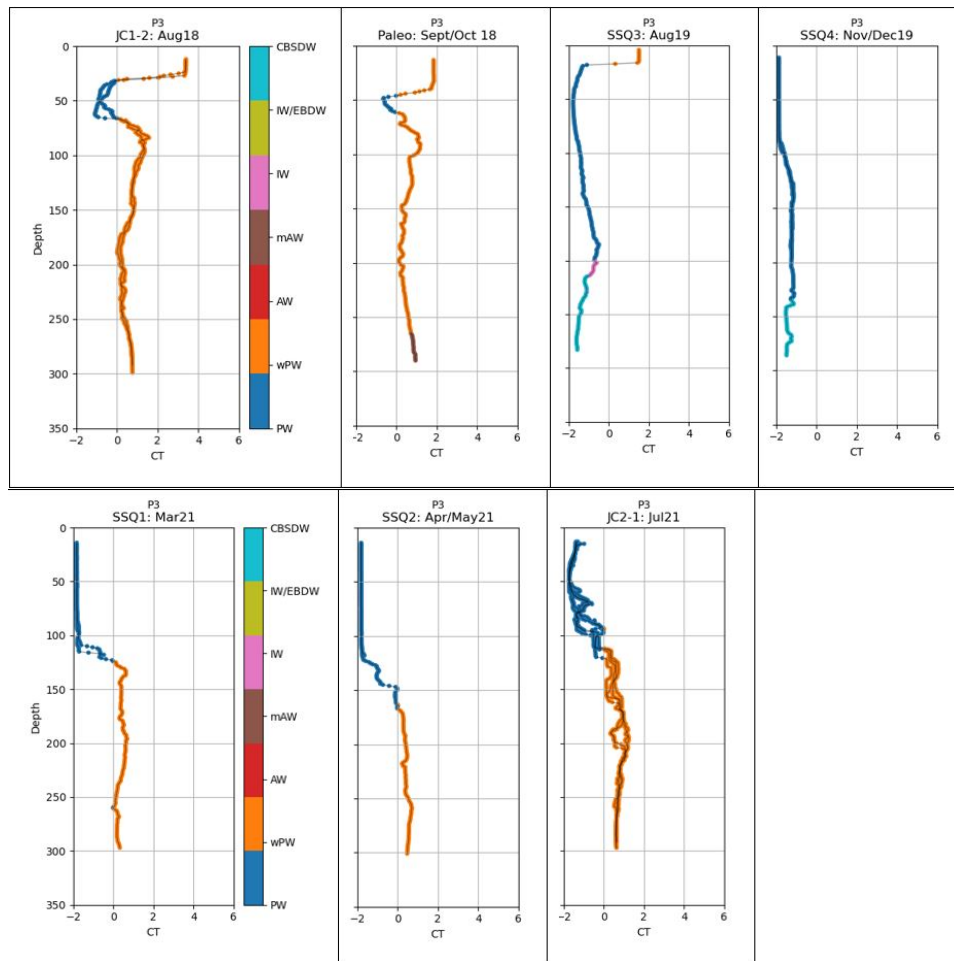 P3
JC1-2: Aug18
0
50
100
150
200
250
300
350
Depth
−2
0
2
4
6
CT
CBSDW
IW/EBDW
IW
mAW
AW
wPW
PW
P3
Paleo: Sept/Oct 18
−2
0
2
4
6
CT
P3
SSQ3: Aug19
−2
0
2
4
6
CT
P3
SSQ4: Nov/Dec19
−2
0
2
4
6
CT
P3
SSQ1: Mar21
0
50
100
150
200
250
300
350
Depth
−2
0
2
4
6
CT
CBSDW
IW/EBDW
IW
mAW
AW
wPW
PW
P3
SSQ2: Apr/May21
−2
0
2
4
6
CT
P3
JC2-1: Jul21
−2
0
2
4
6
CT